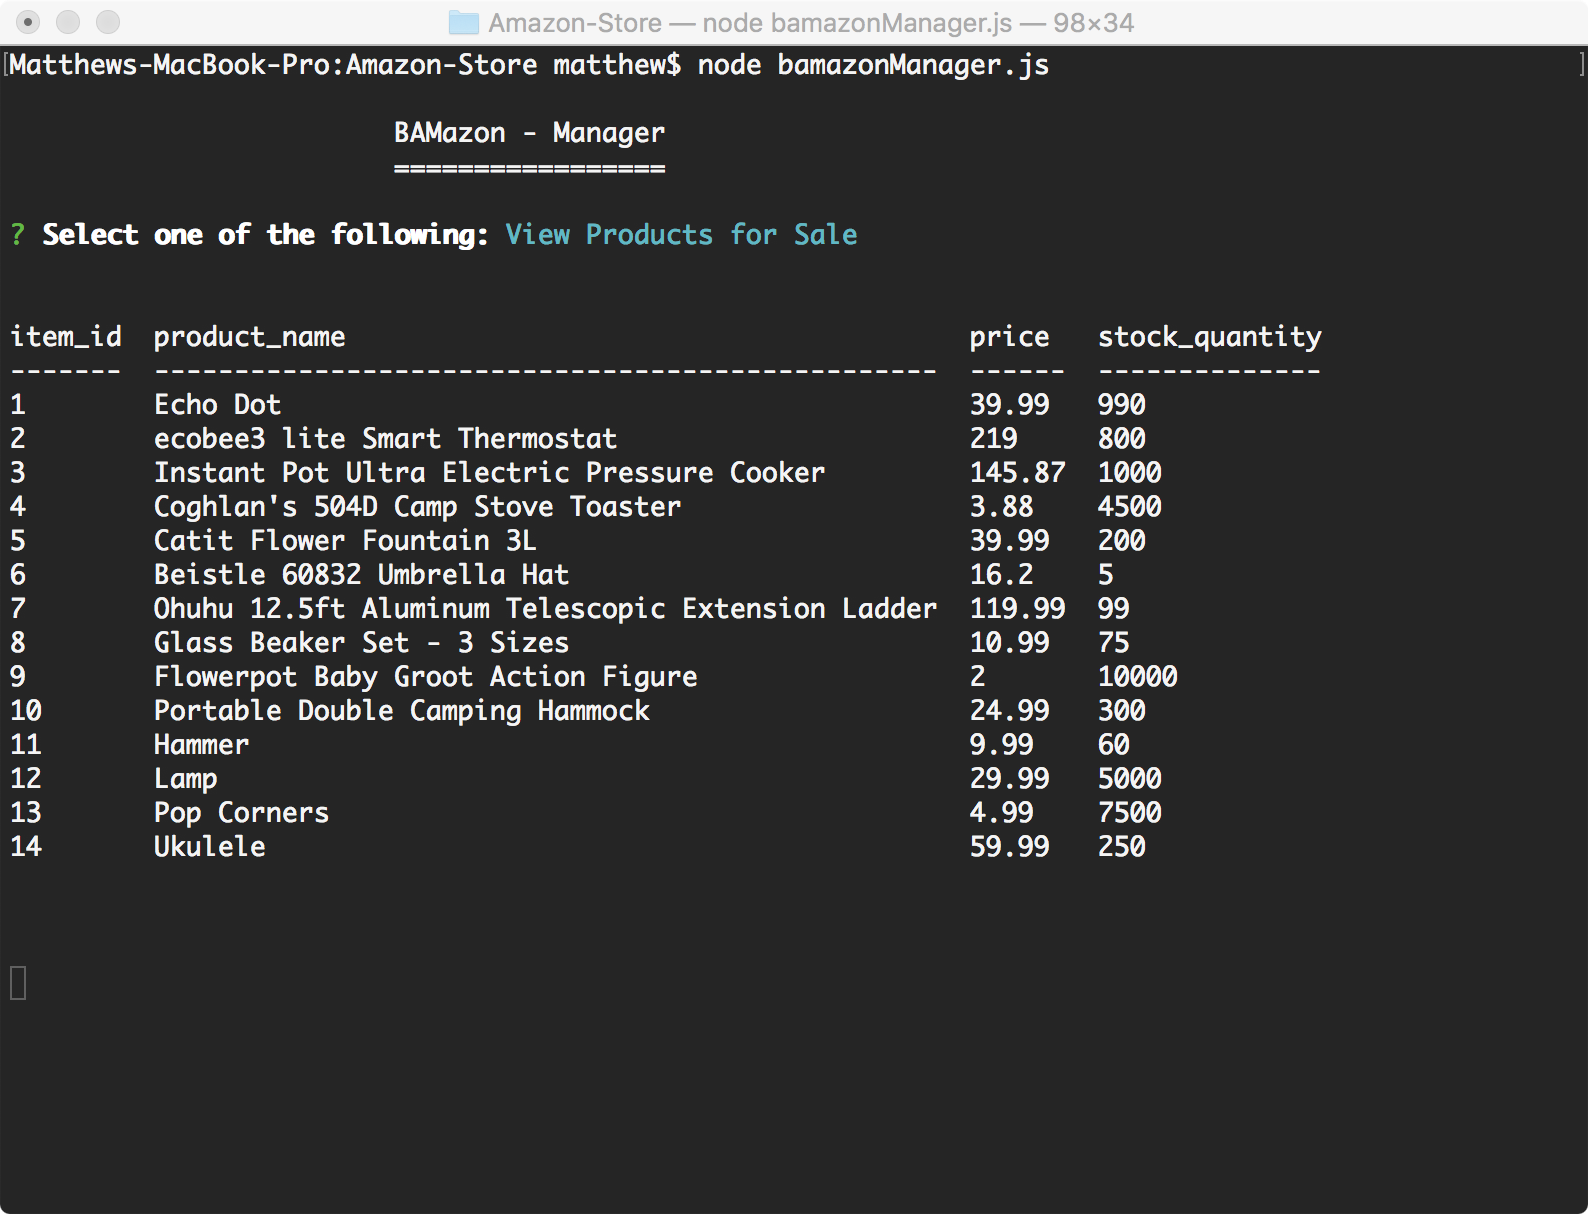 Amazon-Store — node bamazonManager.js — 98×34
[Matthews-MacBook-Pro:Amazon-Store matthew$ node bamazonManager.js ]
BAMazon - Manager
=================
? Select one of the following: View Products for Sale
item_id  product_name                                       price   stock_quantity
-------  -------------------------------------------------  ------  --------------
1        Echo Dot                                           39.99   990
2        ecobee3 lite Smart Thermostat                      219     800
3        Instant Pot Ultra Electric Pressure Cooker         145.87  1000
4        Coghlan's 504D Camp Stove Toaster                  3.88    4500
5        Catit Flower Fountain 3L                           39.99   200
6        Beistle 60832 Umbrella Hat                         16.2    5
7        Ohuhu 12.5ft Aluminum Telescopic Extension Ladder  119.99  99
8        Glass Beaker Set - 3 Sizes                         10.99   75
9        Flowerpot Baby Groot Action Figure                 2       10000
10       Portable Double Camping Hammock                    24.99   300
11       Hammer                                             9.99    60
12       Lamp                                               29.99   5000
13       Pop Corners                                        4.99    7500
14       Ukulele                                            59.99   250